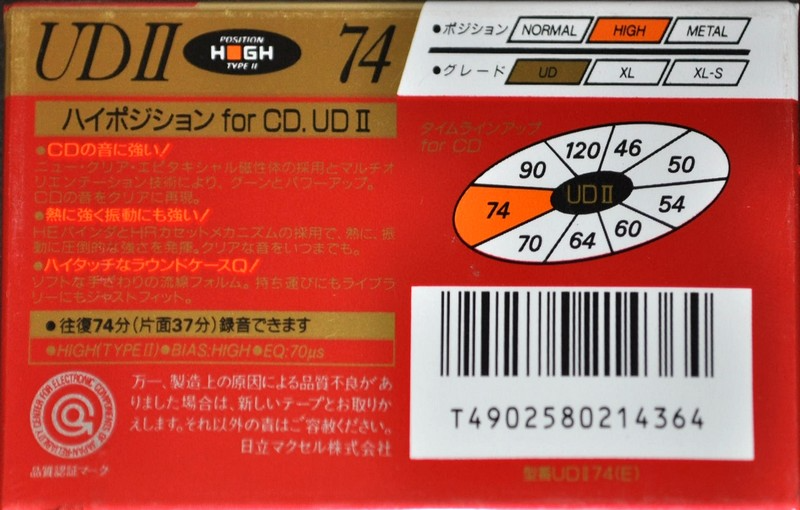 UDⅡ
POSITION
HIGH
TYPE Ⅱ
74
●ポジション NORMAL HIGH METAL
●グレード UD XL XL-S
ハイポジション for CD. UDⅡ
●CDの音に強い!
ニュー・クリア・エピタキシャル磁性体の採用とマルチオ
リエンテーション技術により、グーンとパワーアップ。
CDの音をクリアに再現。
●熱に強く振動にも強い!
HEバインダとHRカセットメカニズムの採用で、熱に、振
動に圧倒的な強さを発揮。クリアな音をいつまでも。
●ハイタッチなラウンドケースQ!
ソフトな手ざわりの流線フォルム。持ち運びにもライブラ
リーにもジャストフィット。
●往復74分(片面37分)録音できます
●HIGH(TYPEⅡ)●BIAS:HIGH●EQ:70μs
RELIABILITY CENTER FOR ELECTRONIC COMPONENTS OF JAPAN
品質認証マーク
万一、製造上の原因による品質不良があ
りました場合は、新しいテープとお取りか
えします。それ以外の責はご容赦ください。
日立マクセル株式会社
タイムラインアップ
for CD
46
50
54
60
64
70
74
90
120
UDⅡ
T4902580214364
型番UDⅡ74(E)